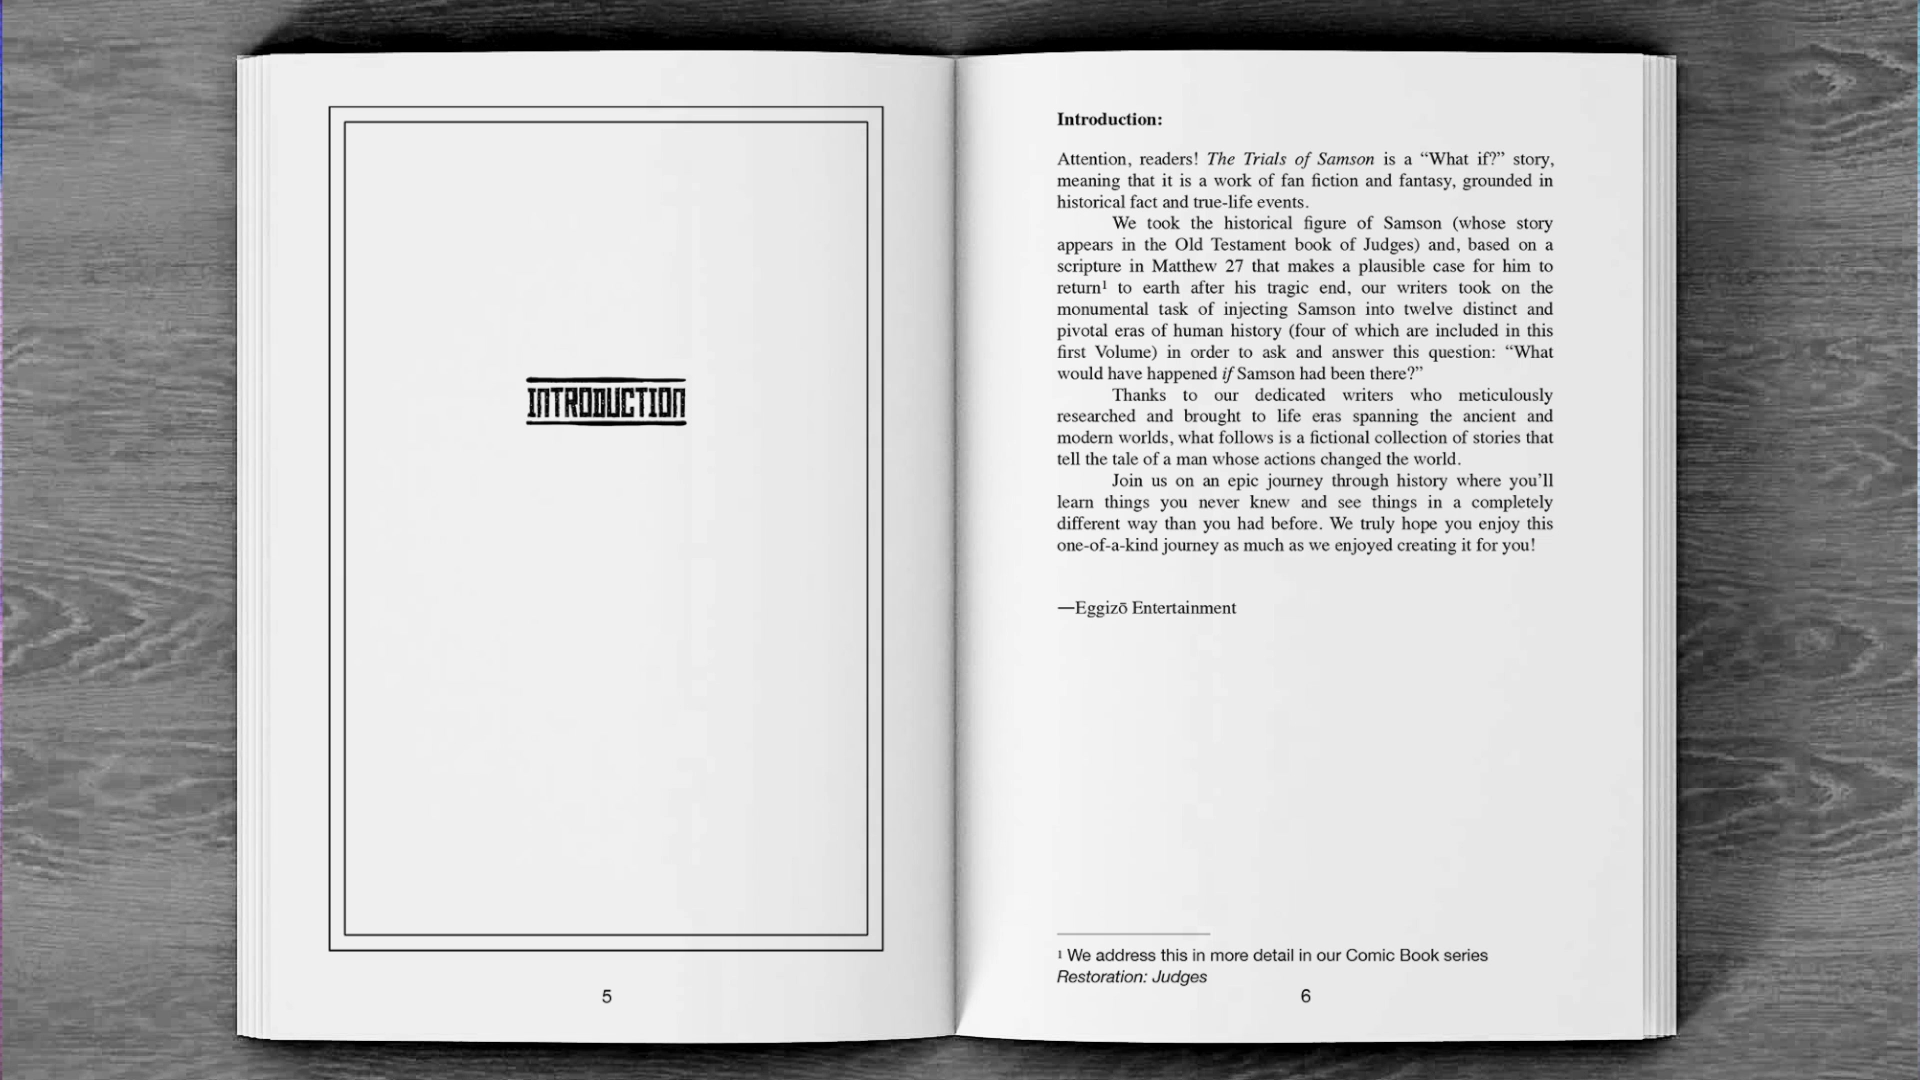 INTRODUCTION
5
Introduction:
Attention, readers! The Trials of Samson is a “What if?” story,
meaning that it is a work of fan fiction and fantasy, grounded in
historical fact and true-life events.
We took the historical figure of Samson (whose story
appears in the Old Testament book of Judges) and, based on a
scripture in Matthew 27 that makes a plausible case for him to
return¹ to earth after his tragic end, our writers took on the
monumental task of injecting Samson into twelve distinct and
pivotal eras of human history (four of which are included in this
first Volume) in order to ask and answer this question: “What
would have happened if Samson had been there?”
Thanks to our dedicated writers who meticulously
researched and brought to life eras spanning the ancient and
modern worlds, what follows is a fictional collection of stories that
tell the tale of a man whose actions changed the world.
Join us on an epic journey through history where you’ll
learn things you never knew and see things in a completely
different way than you had before. We truly hope you enjoy this
one-of-a-kind journey as much as we enjoyed creating it for you!
—Eggizō Entertainment
¹ We address this in more detail in our Comic Book series
Restoration: Judges
6